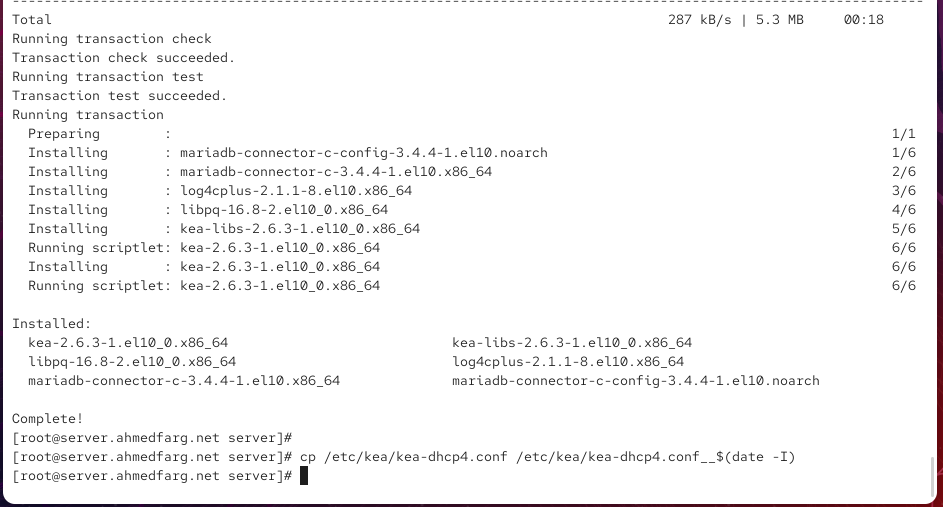 Total 287 kB/s | 5.3 MB 00:18
Running transaction check
Transaction check succeeded.
Running transaction test
Transaction test succeeded.
Running transaction
  Preparing        : 1/1
  Installing       : mariadb-connector-c-config-3.4.4-1.el10.noarch 1/6
  Installing       : mariadb-connector-c-3.4.4-1.el10.x86_64 2/6
  Installing       : log4cplus-2.1.1-8.el10.x86_64 3/6
  Installing       : libpq-16.8-2.el10_0.x86_64 4/6
  Installing       : kea-libs-2.6.3-1.el10_0.x86_64 5/6
  Running scriptlet: kea-2.6.3-1.el10_0.x86_64 6/6
  Installing       : kea-2.6.3-1.el10_0.x86_64 6/6
  Running scriptlet: kea-2.6.3-1.el10_0.x86_64 6/6
Installed:
  kea-2.6.3-1.el10_0.x86_64 kea-libs-2.6.3-1.el10_0.x86_64
  libpq-16.8-2.el10_0.x86_64 log4cplus-2.1.1-8.el10.x86_64
  mariadb-connector-c-3.4.4-1.el10.x86_64 mariadb-connector-c-config-3.4.4-1.el10.noarch
Complete!
[root@server.ahmedfarg.net server]#
[root@server.ahmedfarg.net server]# cp /etc/kea/kea-dhcp4.conf /etc/kea/kea-dhcp4.conf__$(date -I)
[root@server.ahmedfarg.net server]#